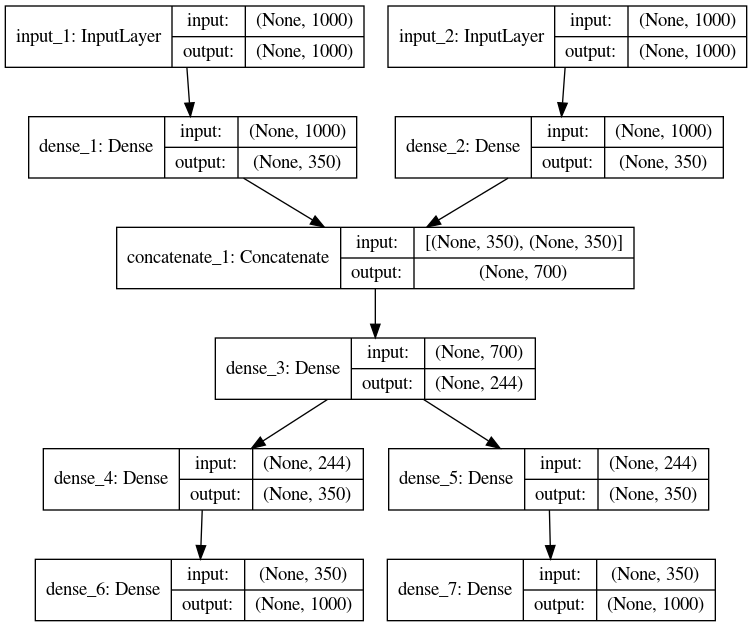 input_1: InputLayer
input:
(None, 1000)
output:
(None, 1000)
input_2: InputLayer
input:
(None, 1000)
output:
(None, 1000)
dense_1: Dense
input:
(None, 1000)
output:
(None, 350)
dense_2: Dense
input:
(None, 1000)
output:
(None, 350)
concatenate_1: Concatenate
input:
[(None, 350), (None, 350)]
output:
(None, 700)
dense_3: Dense
input:
(None, 700)
output:
(None, 244)
dense_4: Dense
input:
(None, 244)
output:
(None, 350)
dense_5: Dense
input:
(None, 244)
output:
(None, 350)
dense_6: Dense
input:
(None, 350)
output:
(None, 1000)
dense_7: Dense
input:
(None, 350)
output:
(None, 1000)